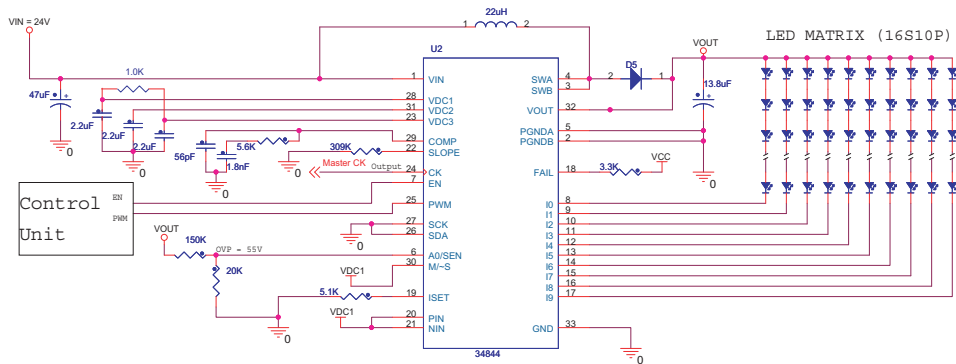 VIN = 24V
22uH
1 2
U2
VOUT
LED MATRIX (16S10P)
1.0K
47uF
2.2uF
2.2uF
2.2uF
1 VIN
28 VDC1
31 VDC2
23 VDC3
29 COMP
22 SLOPE
24 CK
7 EN
25 PWM
27 SCK
26 SDA
6 A0/SEN
30 M/~S
19 ISET
20 PIN
21 NIN
SWA 4
SWB 3
VOUT 32
PGNDA 5
PGNDB 2
FAIL 18
I0 8
I1 9
I2 10
I3 11
I4 12
I5 13
I6 14
I7 15
I8 16
I9 17
GND 33
34844
D5
2 1
13.8uF
0
3.3K
VCC
0
0
56pF
5.6K
1.8nF
309K
0
0
Master CK
Output
Control
Unit
EN
PWM
0
VOUT
150K
OVP = 55V
20K
VDC1
5.1K
VDC1
0
0